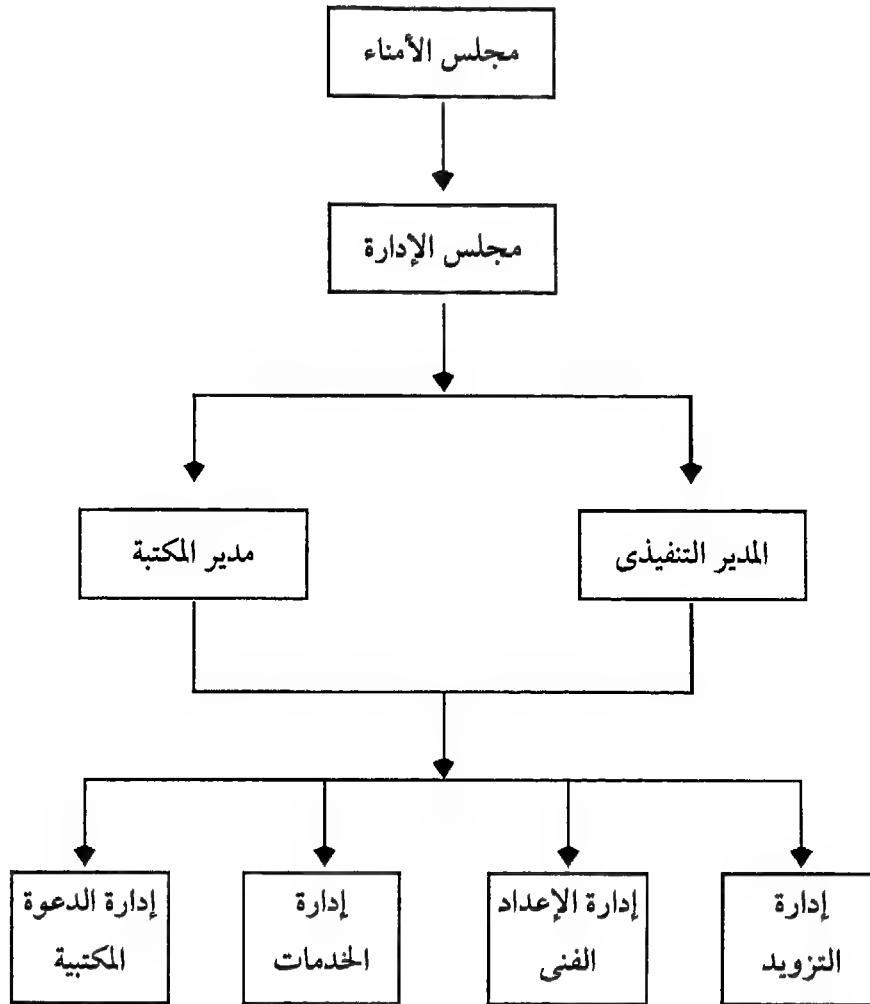 مجلس الأمناء
مجلس الإدارة
المدير التنفيذى
مدير المكتبة
إدارة
التزويد
إدارة الإعداد
الفنى
إدارة
الخدمات
إدارة الدعوة
المكتبية